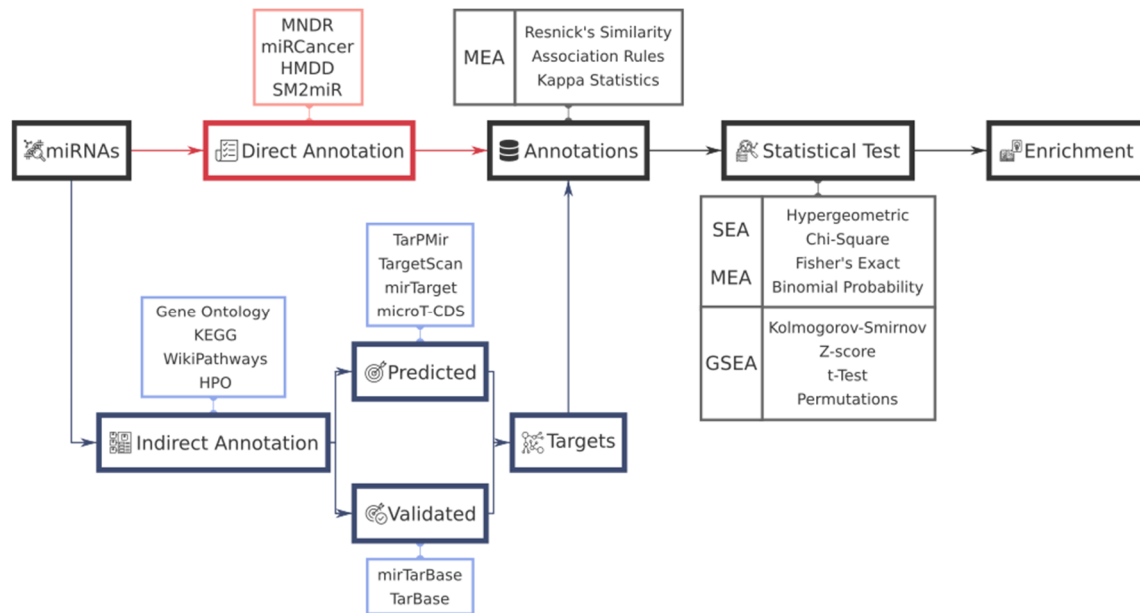 MNDR
miRCancer
HMDD
SM2miR
MEA
Resnick's Similarity
Association Rules
Kappa Statistics
miRNAs
Direct Annotation
Annotations
Statistical Test
Enrichment
SEA
MEA
Hypergeometric
Chi-Square
Fisher's Exact
Binomial Probability
GSEA
Kolmogorov-Smirnov
Z-score
t-Test
Permutations
TarPMir
TargetScan
mirTarget
microT-CDS
Gene Ontology
KEGG
WikiPathways
HPO
Predicted
Indirect Annotation
Targets
Validated
mirTarBase
TarBase